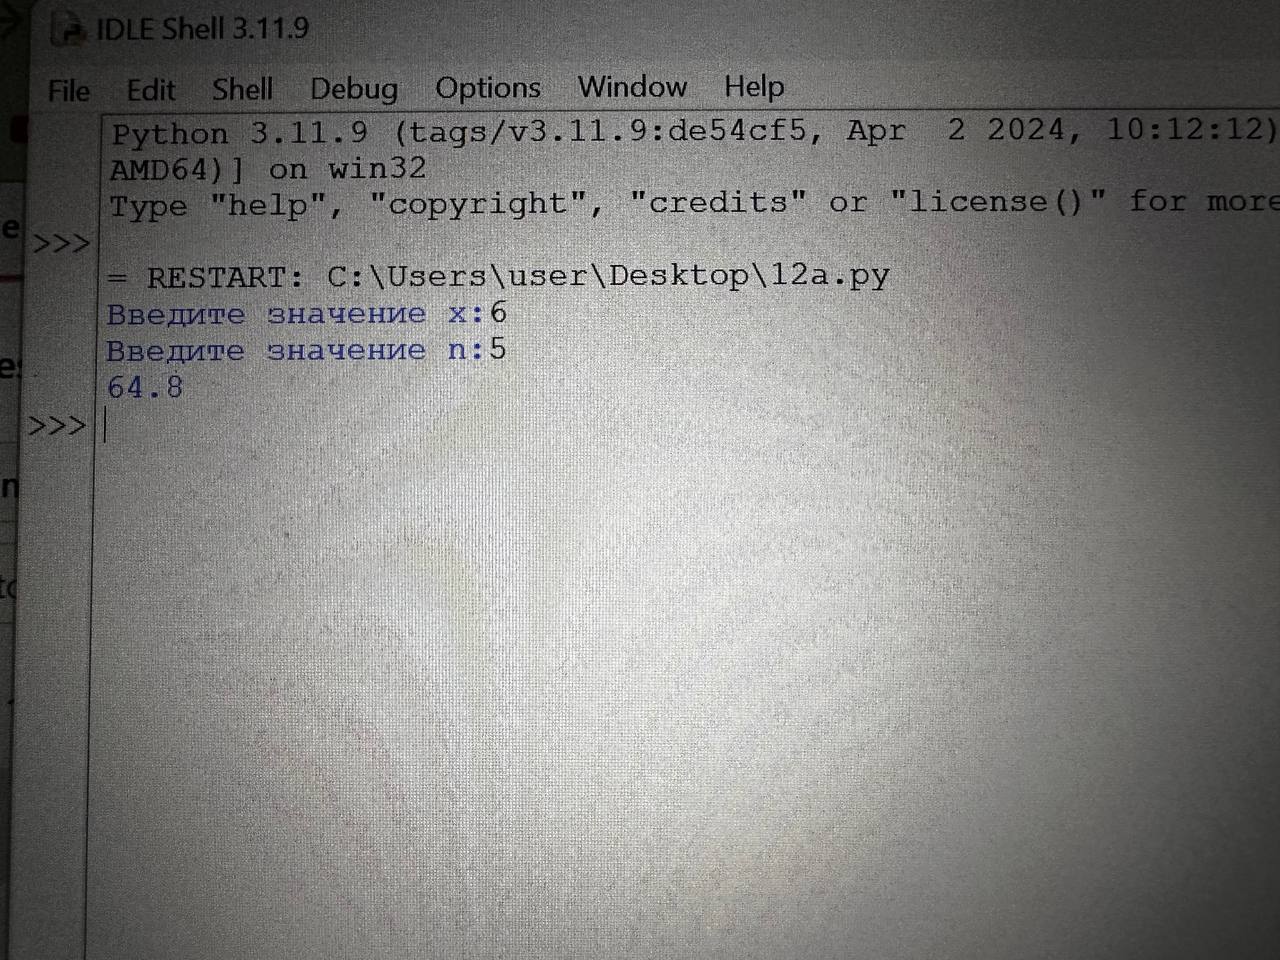 IDLE Shell 3.11.9
File Edit Shell Debug Options Window Help
Python 3.11.9 (tags/v3.11.9:de54cf5, Apr  2 2024, 10:12:12)
AMD64)] on win32
Type "help", "copyright", "credits" or "license()" for more
>>>
= RESTART: C:\Users\user\Desktop\12a.py
Введите значение x:6
Введите значение n:5
64.8
>>>